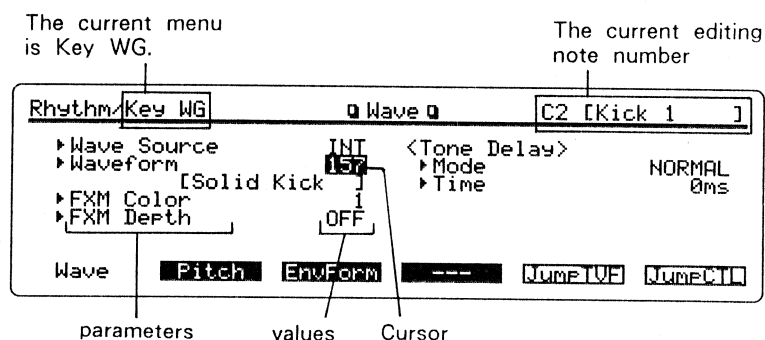 The current menu
is Key WG.
The current editing
note number
Rhythm/Key WG Wave C2 [Kick 1 ]
▶Wave Source INT <Tone Delay>
▶Waveform 157 ▶Mode NORMAL
[Solid Kick ] ▶Time 0ms
▶FXM Color 1
▶FXM Depth OFF
Wave Pitch EnvForm --- JumpTVF JumpCTL
parameters values Cursor